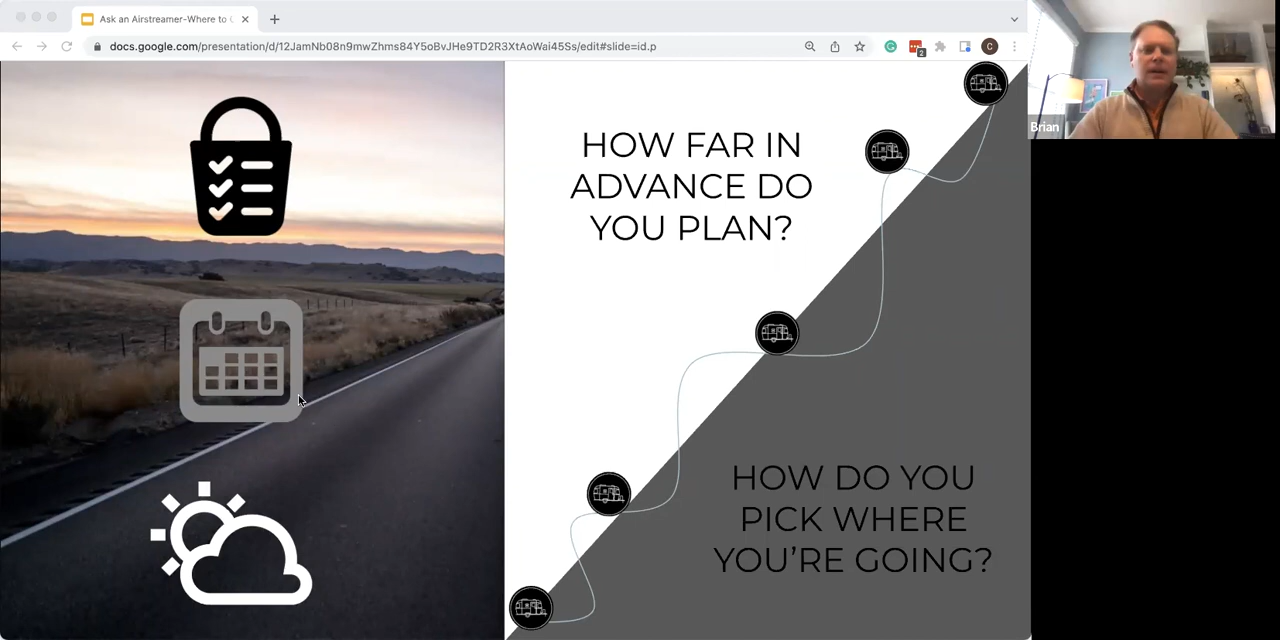 Ask an Airstreamer-Where to
docs.google.com/presentation/d/12JamNb08n9mwZhms84Y5oBvJHe9TD2R3XtAoWai45Ss/edit#slide=id.p
2
C
HOW FAR IN
ADVANCE DO
YOU PLAN?
Brian
HOW DO YOU
PICK WHERE
YOU'RE GOING?